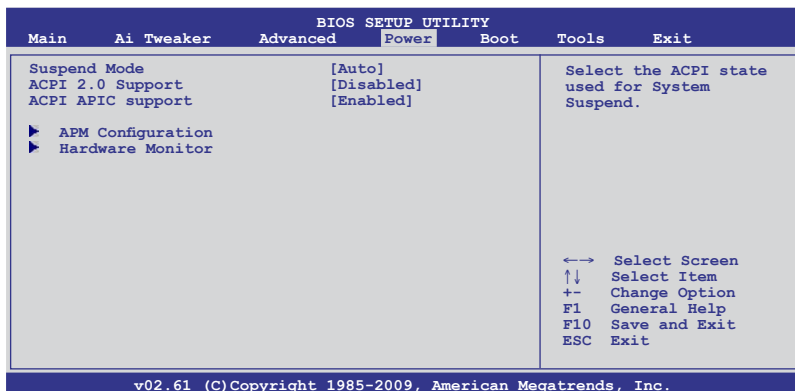 BIOS SETUP UTILITY
Main Ai Tweaker Advanced Power Boot Tools Exit
Suspend Mode [Auto]
ACPI 2.0 Support [Disabled]
ACPI APIC support [Enabled]
APM Configuration
Hardware Monitor
Select the ACPI state
used for System
Suspend.
←→ Select Screen
↑↓ Select Item
+- Change Option
F1 General Help
F10 Save and Exit
ESC Exit
v02.61 (C)Copyright 1985-2009, American Megatrends, Inc.